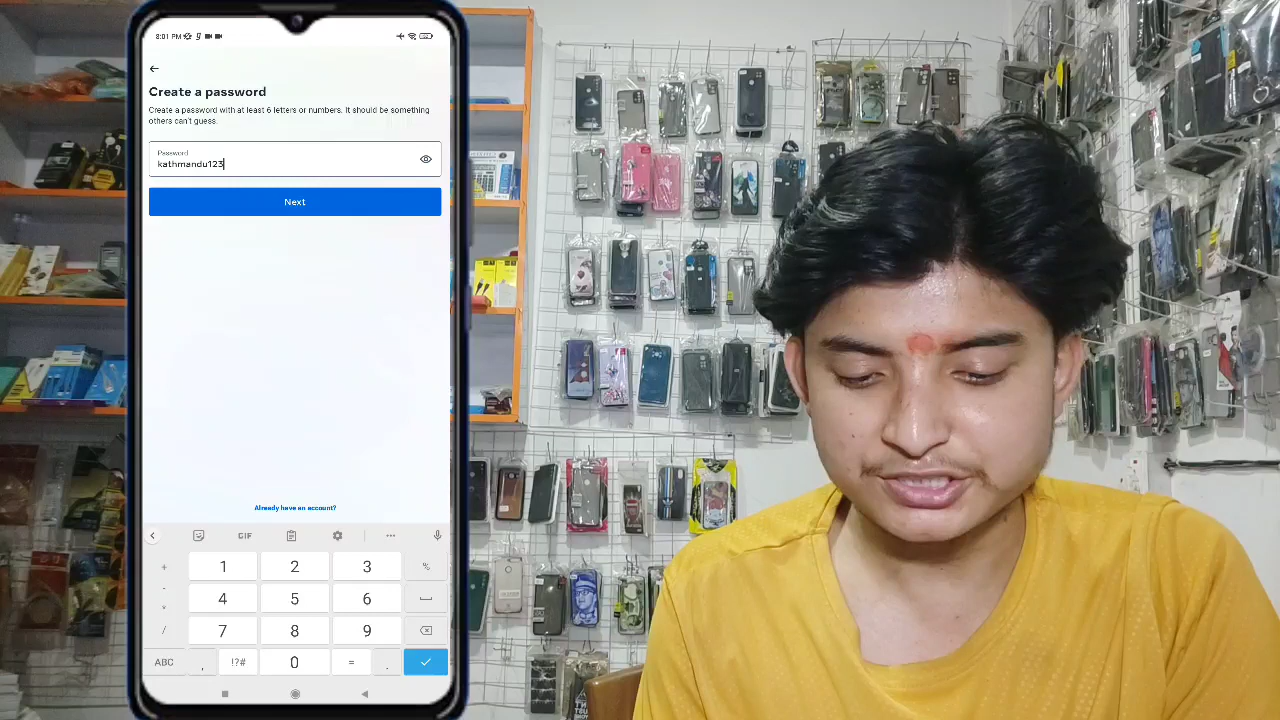 8:01 PM
Create a password
Create a password with at least 6 letters or numbers. It should be something
others can't guess.
Password
kathmandu123
Next
Already have an account?
GIF
+ 1 2 3 %
- 4 5 6
*
/ 7 8 9
ABC , !?# 0 = .